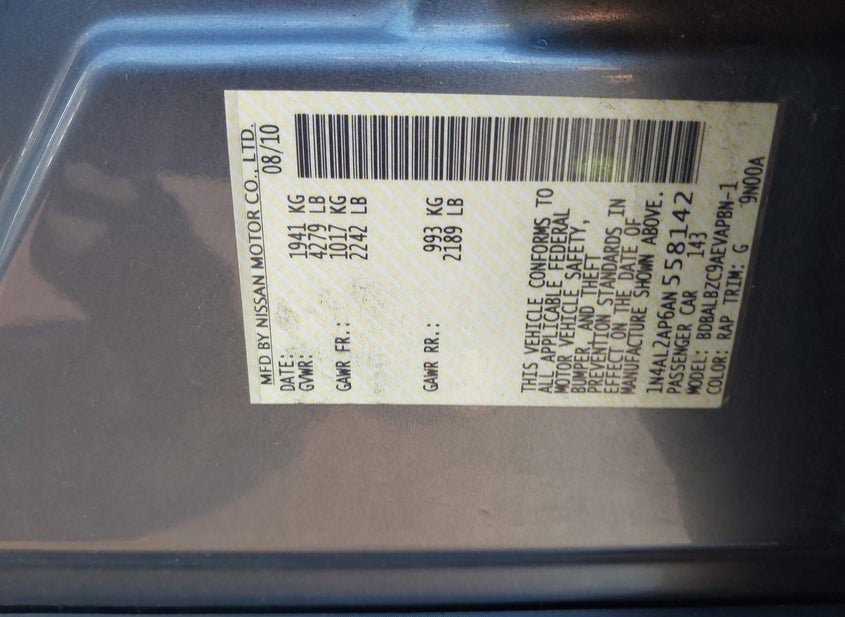 MFD BY NISSAN MOTOR CO., LTD.
DATE: 08/10
GVWR: 1941 KG
4279 LB
GAWR FR.: 1017 KG
2242 LB
GAWR RR.: 993 KG
2189 LB
THIS VEHICLE CONFORMS TO
ALL APPLICABLE FEDERAL
MOTOR VEHICLE SAFETY,
BUMPER, AND THEFT
PREVENTION STANDARDS IN
EFFECT ON THE DATE OF
MANUFACTURE SHOWN ABOVE.
1N4AL2AP6AN558142
PASSENGER CAR 143
MODEL: BDBALBZC9AEVAPBN-1
COLOR: RAP TRIM: G 9N00A